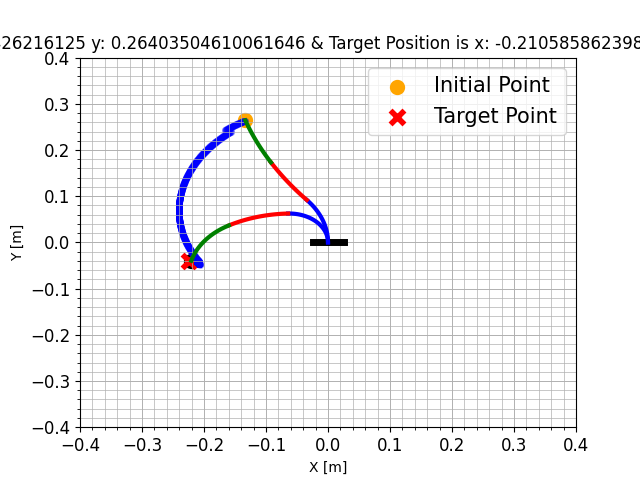 26216125 y: 0.26403504610061646 & Target Position is x: -0.210585862398
Initial Point
Target Point
0.4
0.3
0.2
0.1
0.0
−0.1
−0.2
−0.3
−0.4
Y [m]
−0.4 −0.3 −0.2 −0.1 0.0 0.1 0.2 0.3 0.4
X [m]